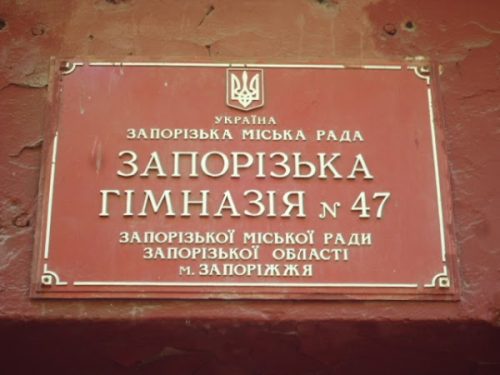 УКРАЇНА
ЗАПОРІЗЬКА МІСЬКА РАДА
ЗАПОРІЗЬКА
ГІМНАЗІЯ № 47
ЗАПОРІЗЬКОЇ МІСЬКОЇ РАДИ
ЗАПОРІЗЬКОЇ ОБЛАСТІ
м. ЗАПОРІЖЖЯ